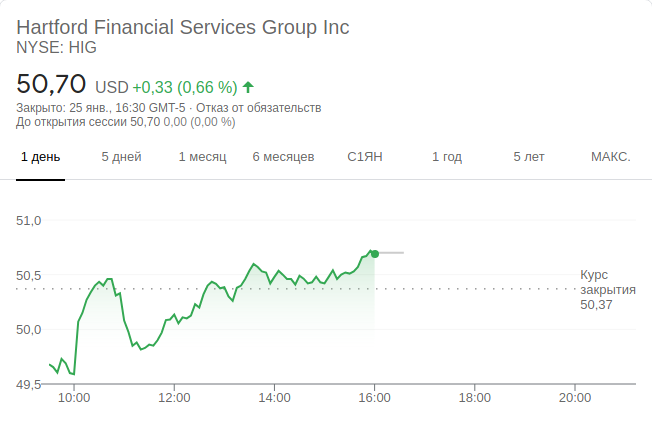 Hartford Financial Services Group Inc
NYSE: HIG
50,70 USD +0,33 (0,66 %)
Закрыто: 25 янв., 16:30 GMT-5 · Отказ от обязательств
До открытия сессии 50,70 0,00 (0,00 %)
1 день 5 дней 1 месяц 6 месяцев С1ЯН 1 год 5 лет МАКС.
51,0
50,5
Курс
закрытия
50,37
50,0
49,5
10:00 12:00 14:00 16:00 18:00 20:00